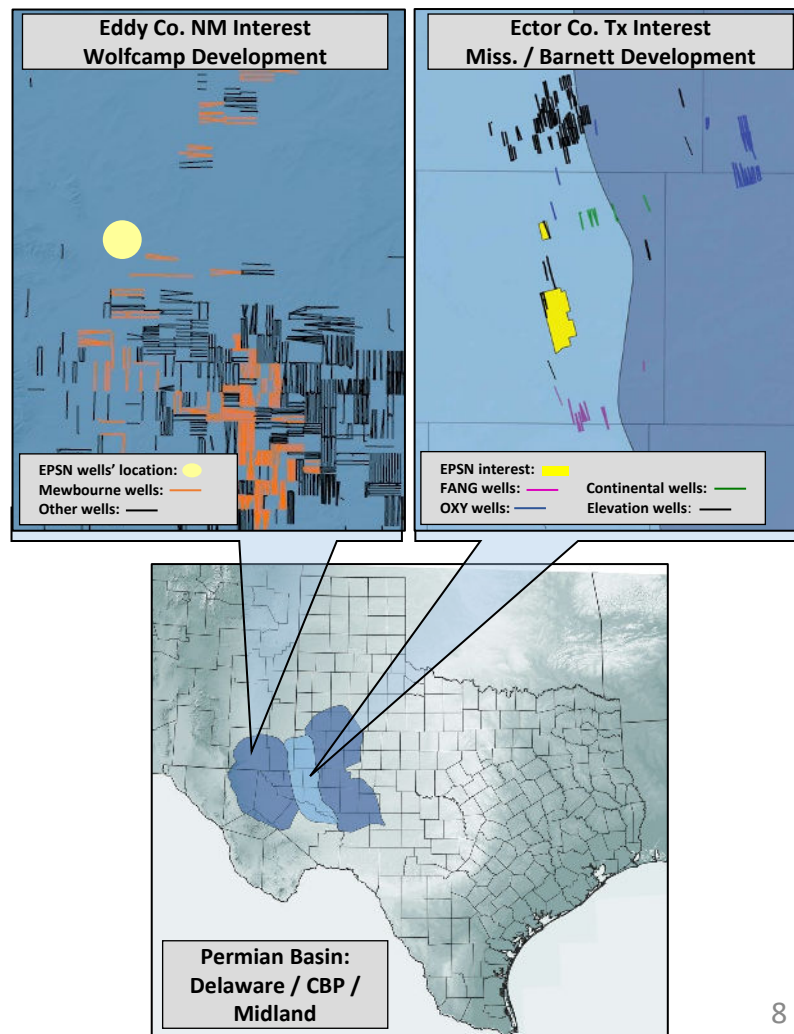 Eddy Co. NM Interest
Wolfcamp Development
EPSN wells' location:
Mewbourne wells:
Other wells:
Ector Co. Tx Interest
Miss. / Barnett Development
EPSN interest:
FANG wells:
Continental wells:
OXY wells:
Elevation wells:
Permian Basin:
Delaware / CBP /
Midland
8